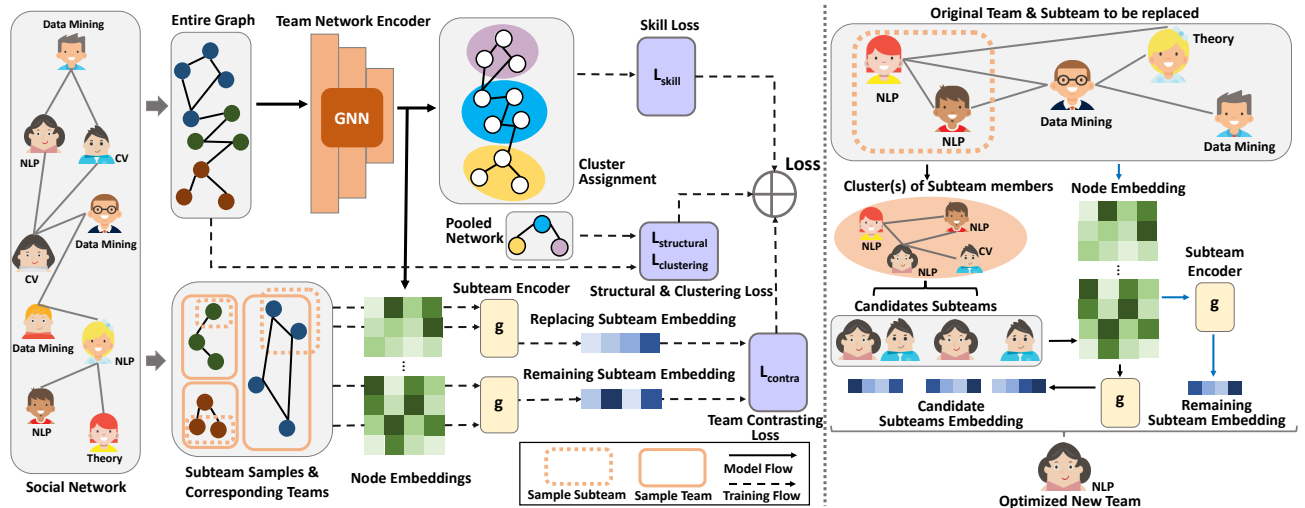 Data Mining
NLP
CV
Data Mining
CV
Data Mining
NLP
NLP
Theory
Social Network
Entire Graph
Team Network Encoder
GNN
Cluster
Assignment
Skill Loss
L_skill
Loss
Pooled
Network
L_structural
L_clustering
Structural & Clustering Loss
Subteam Samples &
Corresponding Teams
Node Embeddings
Subteam Encoder
g
g
Replacing Subteam Embedding
Remaining Subteam Embedding
L_contra
Team Contrasting
Loss
Sample Subteam
Sample Team
Model Flow
Training Flow
Original Team & Subteam to be replaced
NLP
NLP
Data Mining
Theory
Data Mining
Cluster(s) of Subteam members
NLP
NLP
NLP
CV
Candidates Subteams
Node Embedding
Subteam
Encoder
g
g
Candidate
Subteams Embedding
Remaining
Subteam Embedding
NLP
Optimized New Team